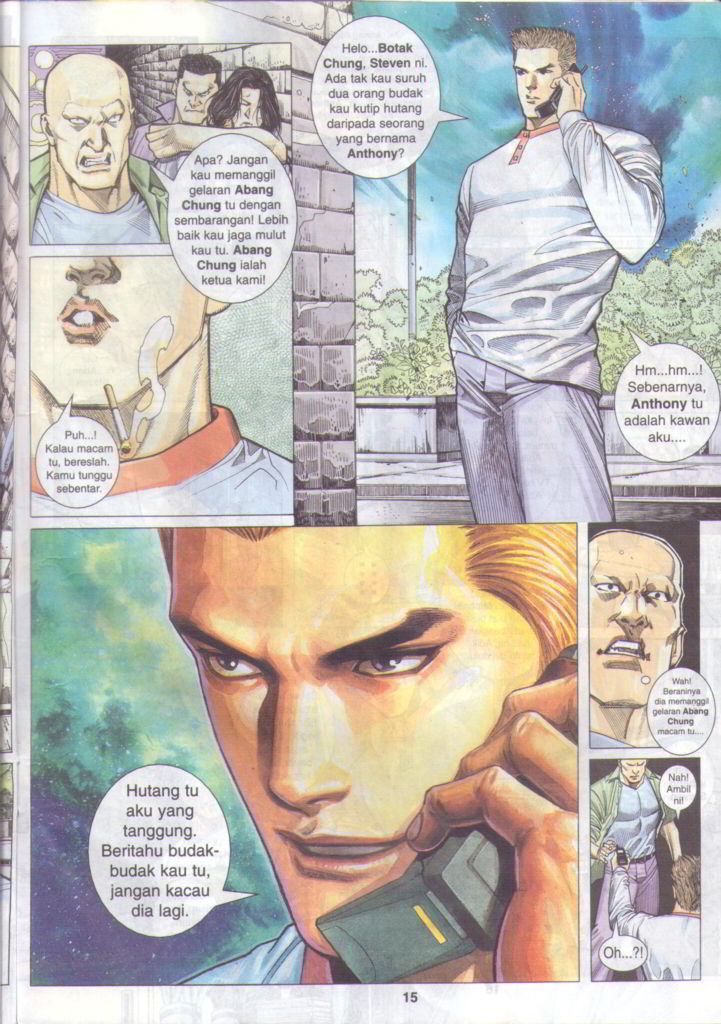 Apa? Jangan
kau memanggil
gelaran Abang
Chung tu dengan
sembarangan! Lebih
baik kau jaga mulut
kau tu. Abang
Chung ialah
ketua kami!
Puh...!
Kalau macam
tu, bereslah.
Kamu tunggu
sebentar.
Helo...Botak
Chung, Steven ni.
Ada tak kau suruh
dua orang budak
kau kutip hutang
daripada seorang
yang bernama
Anthony?
Hm...hm...!
Sebenarnya,
Anthony tu
adalah kawan
aku....
Hutang tu
aku yang
tanggung.
Beritahu budak-
budak kau tu,
jangan kacau
dia lagi.
Wah!
Beraninya
dia memanggil
gelaran Abang
Chung
macam tu....
Nah!
Ambil
ni!
Oh...?!
15